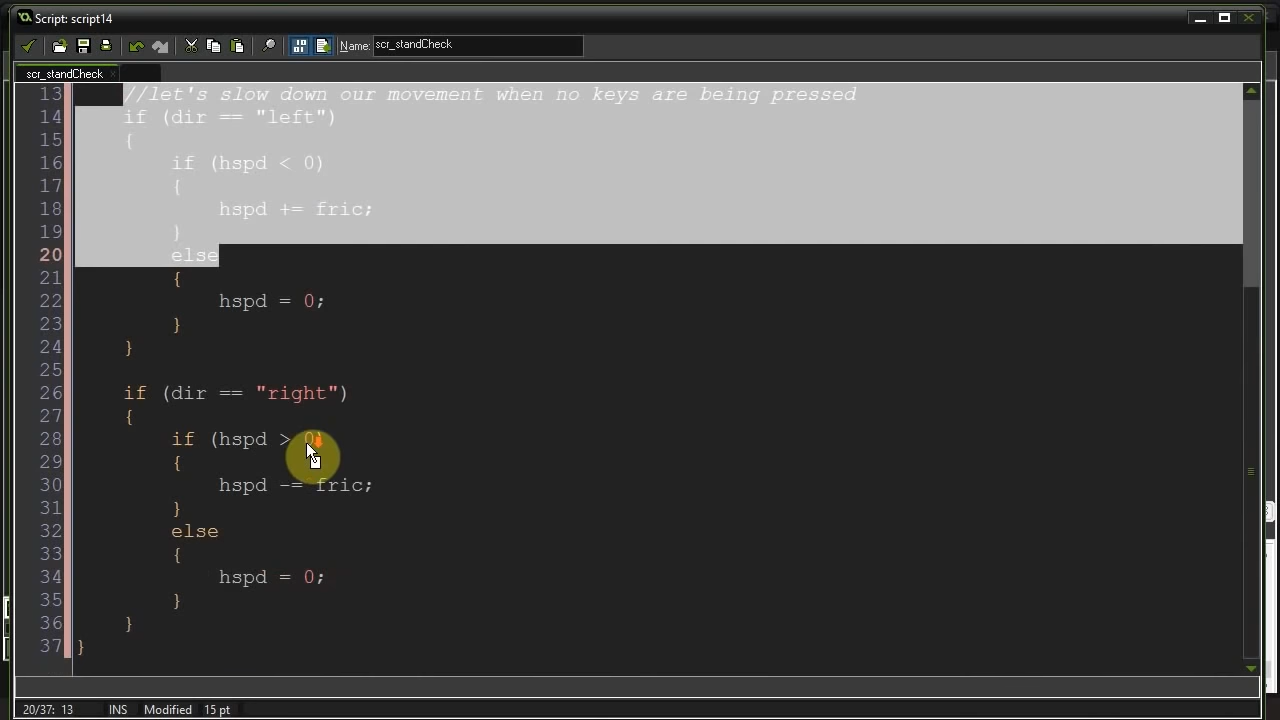 Script: script14
Name: scr_standCheck
scr_standCheck
13 //let's slow down our movement when no keys are being pressed
14 if (dir == "left")
15 {
16 if (hspd < 0)
17 {
18 hspd += fric;
19 }
20 else
21 {
22 hspd = 0;
23 }
24 }
25
26 if (dir == "right")
27 {
28 if (hspd > 0)
29 {
30 hspd -= fric;
31 }
32 else
33 {
34 hspd = 0;
35 }
36 }
37 }
20/37: 13 INS Modified 15 pt